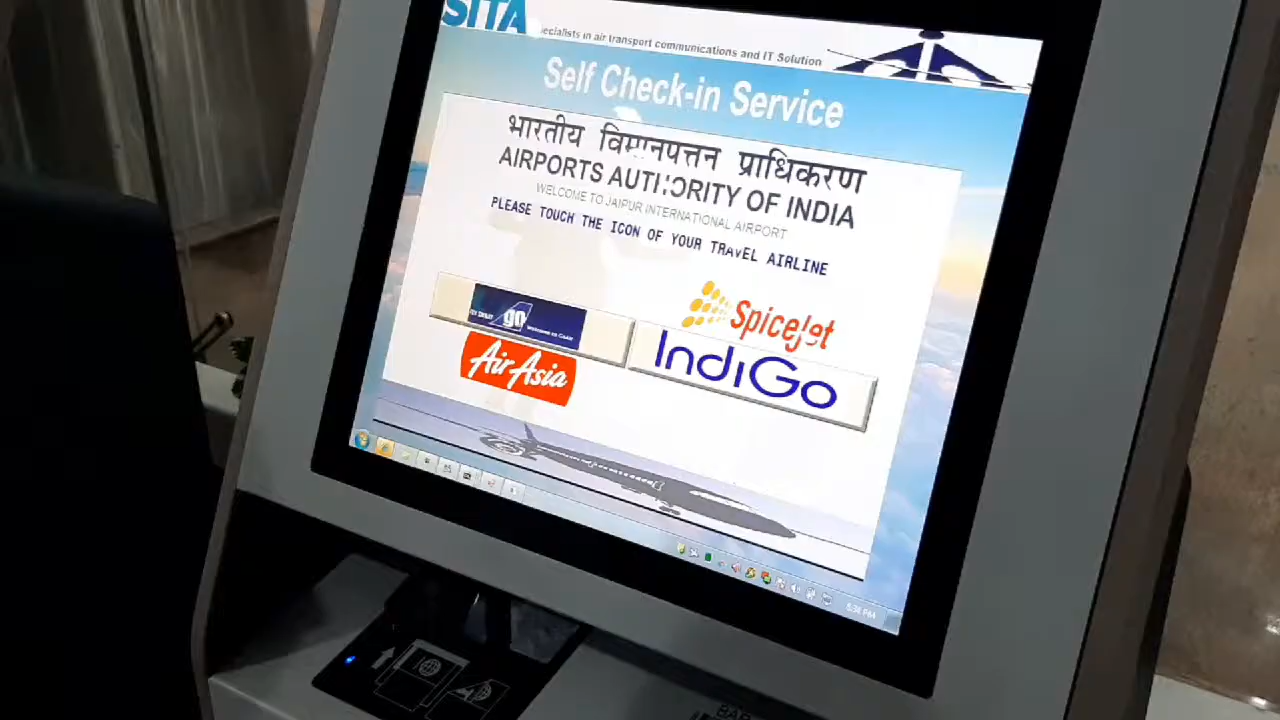 SITA
ecialists in air transport communications and IT Solution
Self Check-in Service
भारतीय विमानपत्तन प्राधिकरण
AIRPORTS AUTHORITY OF INDIA
WELCOME TO JAIPUR INTERNATIONAL AIRPORT
PLEASE TOUCH THE ICON OF YOUR TRAVEL AIRLINE
go
SpiceJet
IndiGo
AirAsia